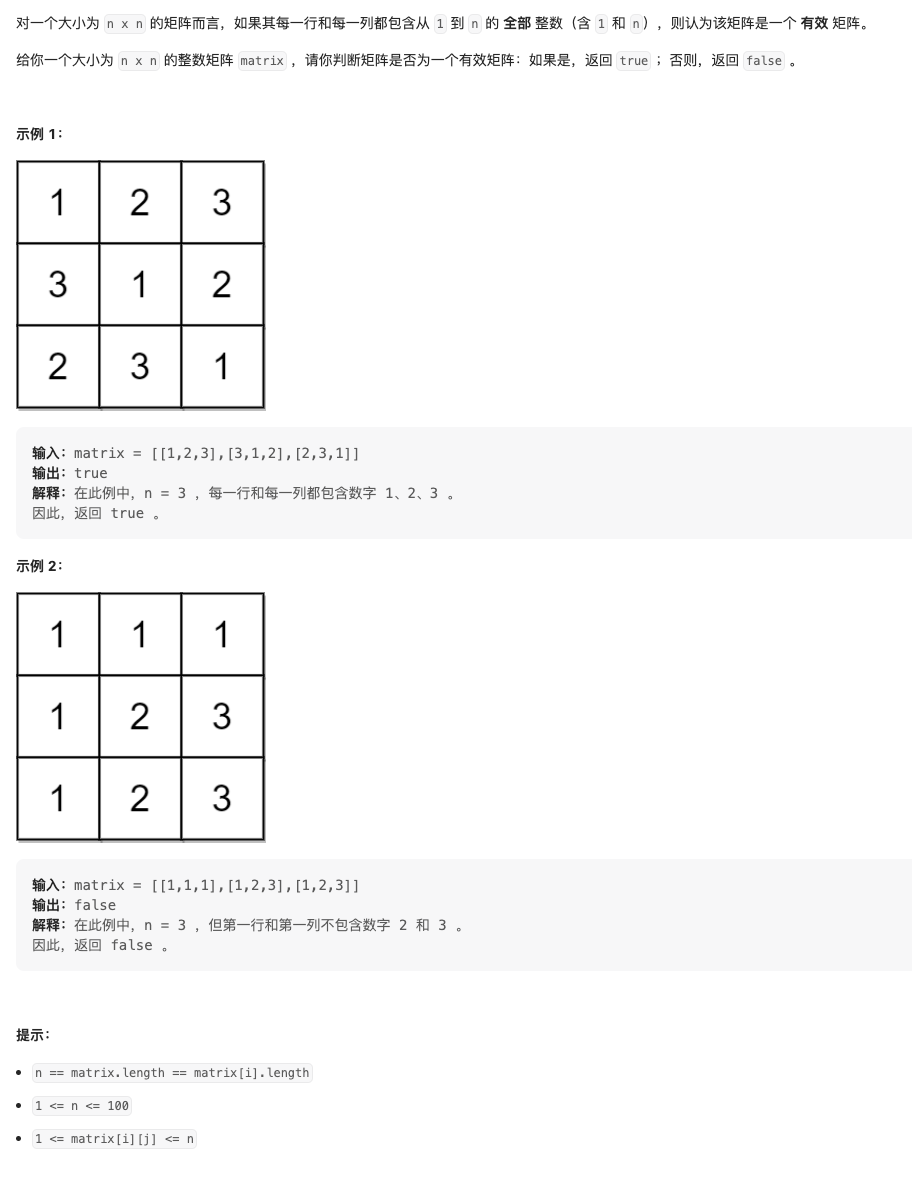 对一个大小为 n x n 的矩阵而言，如果其每一行和每一列都包含从 1 到 n 的 全部 整数（含 1 和 n），则认为该矩阵是一个 有效 矩阵。
给你一个大小为 n x n 的整数矩阵 matrix ，请你判断矩阵是否为一个有效矩阵：如果是，返回 true ；否则，返回 false 。
示例 1：
1 2 3
3 1 2
2 3 1
输入：matrix = [[1,2,3],[3,1,2],[2,3,1]]
输出：true
解释：在此例中，n = 3 ，每一行和每一列都包含数字 1、2、3 。
因此，返回 true 。
示例 2：
1 1 1
1 2 3
1 2 3
输入：matrix = [[1,1,1],[1,2,3],[1,2,3]]
输出：false
解释：在此例中，n = 3 ，但第一行和第一列不包含数字 2 和 3 。
因此，返回 false 。
提示：
• n == matrix.length == matrix[i].length
• 1 <= n <= 100
• 1 <= matrix[i][j] <= n